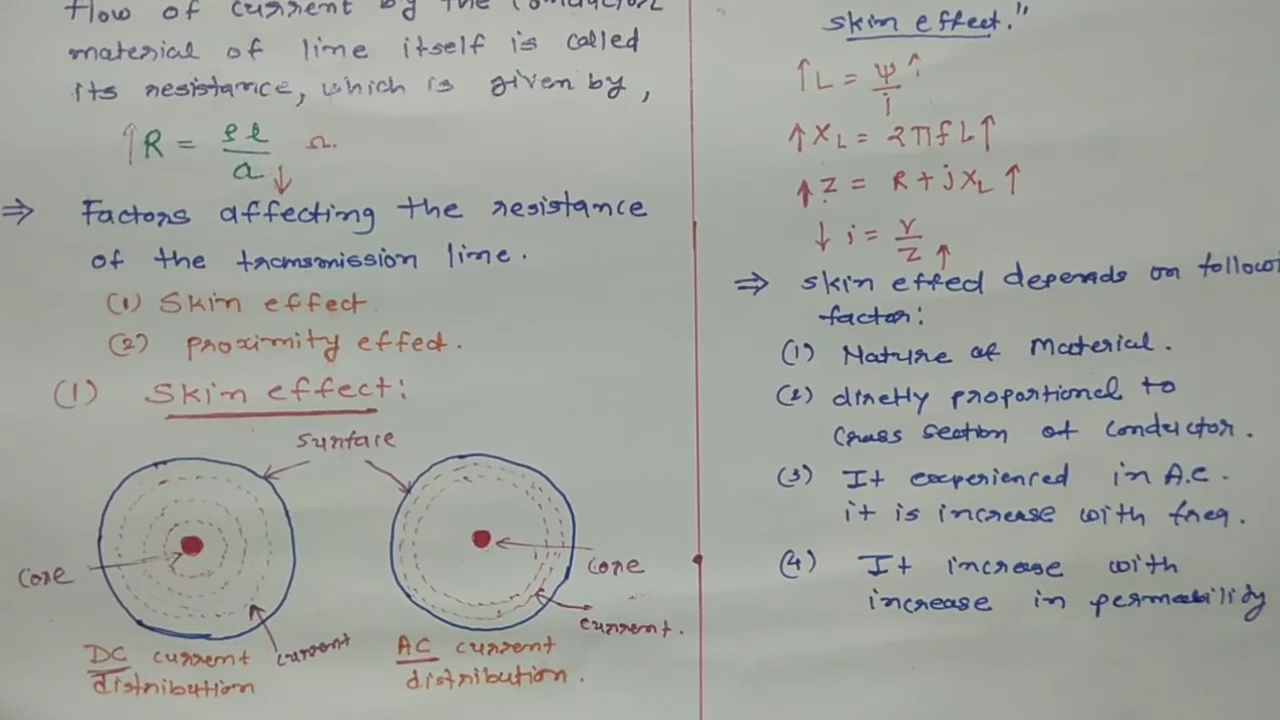 flow of current by the conductor
material of line itself is called
its resistance, which is given by,
↑R = ρl/a ↓ Ω.
⇒ Factors affecting the resistance
of the transmission line.
(1) Skin effect
(2) proximity effect.
(1) Skin effect:
surface
core
current
DC current
distribution
core
current.
AC current
distribution.
skin effect."
↑L = ψ↑/i
↑XL = 2πfL↑
↑Z = R + jXL↑
↓i = V/Z↑
⇒ skin effed depends on follow
factor:
(1) Nature of Material.
(2) diretly proportional to
cross section of conductor.
(3) It experienced in A.C.
it is increase with freq.
(4) It increase with
increase in permability